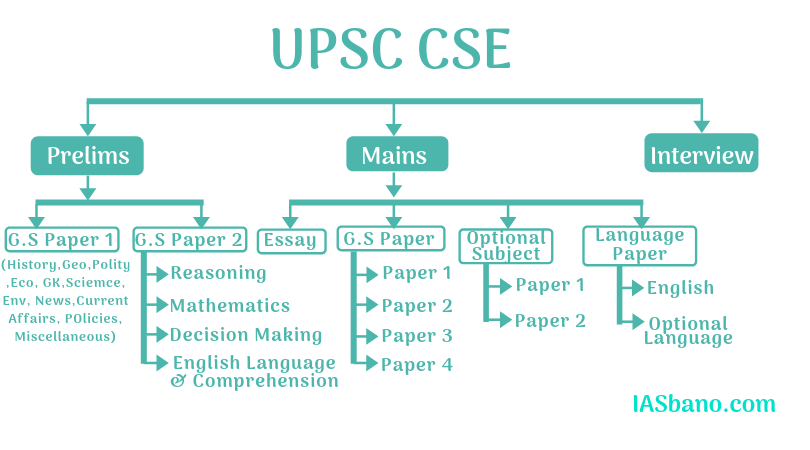 UPSC CSE
Prelims
Mains
Interview
G.S Paper 1
G.S Paper 2
Essay
G.S Paper
Optional
Subject
Language
Paper
(History,Geo,Polity
,Eco, GK,Sciemce,
Env, News,Current
Affairs, POlicies,
Miscellaneous)
Reasoning
Mathematics
Decision Making
English Language
& Comprehension
Paper 1
Paper 2
Paper 3
Paper 4
Paper 1
Paper 2
English
Optional
Language
IASbano.com